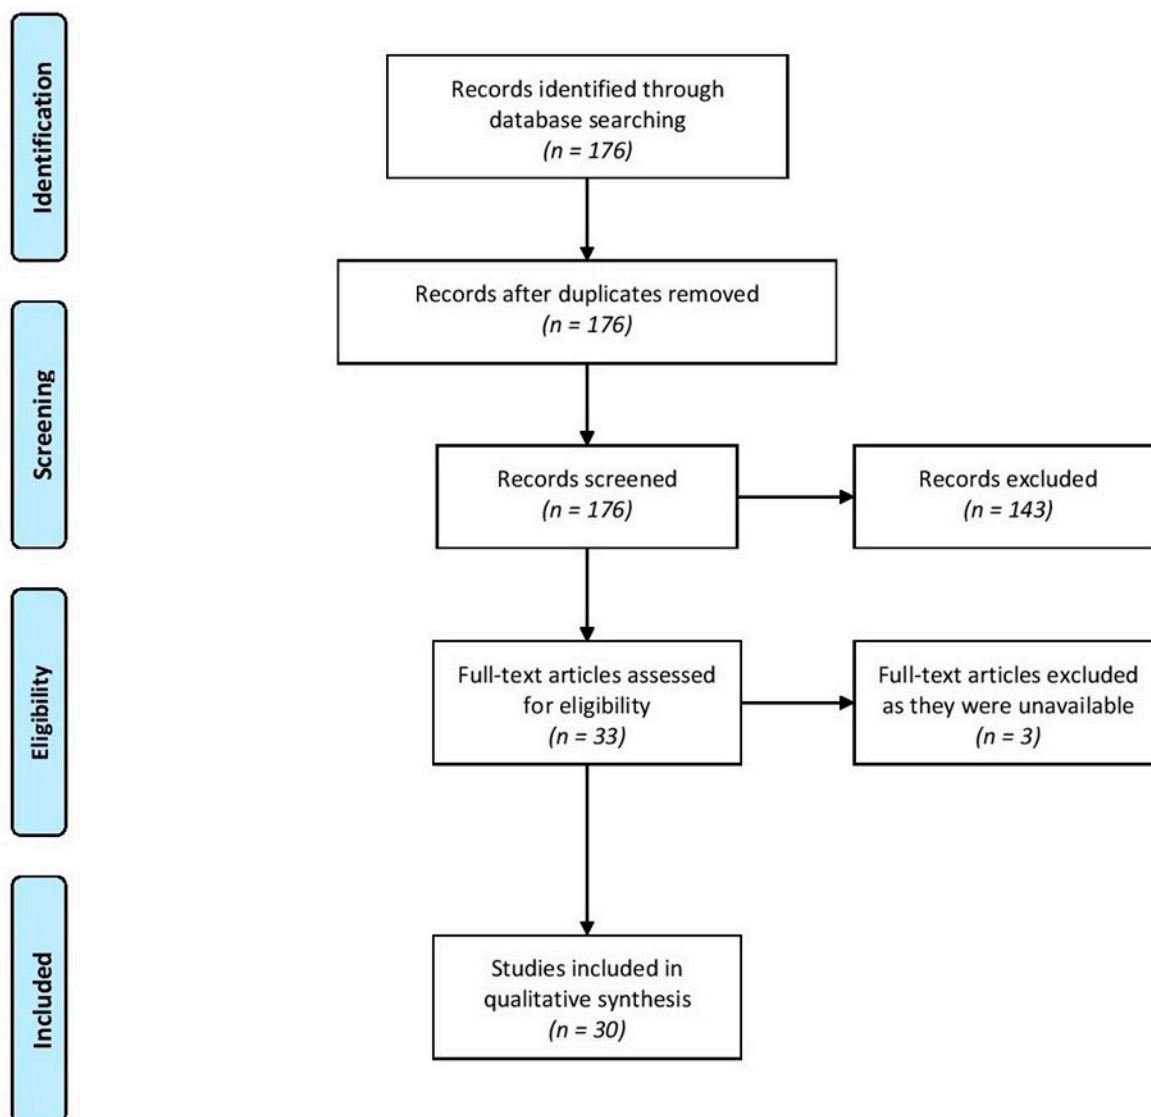 Identification
Records identified through
database searching
(n = 176)
Records after duplicates removed
(n = 176)
Screening
Records screened
(n = 176)
Records excluded
(n = 143)
Eligibility
Full-text articles assessed
for eligibility
(n = 33)
Full-text articles excluded
as they were unavailable
(n = 3)
Included
Studies included in
qualitative synthesis
(n = 30)